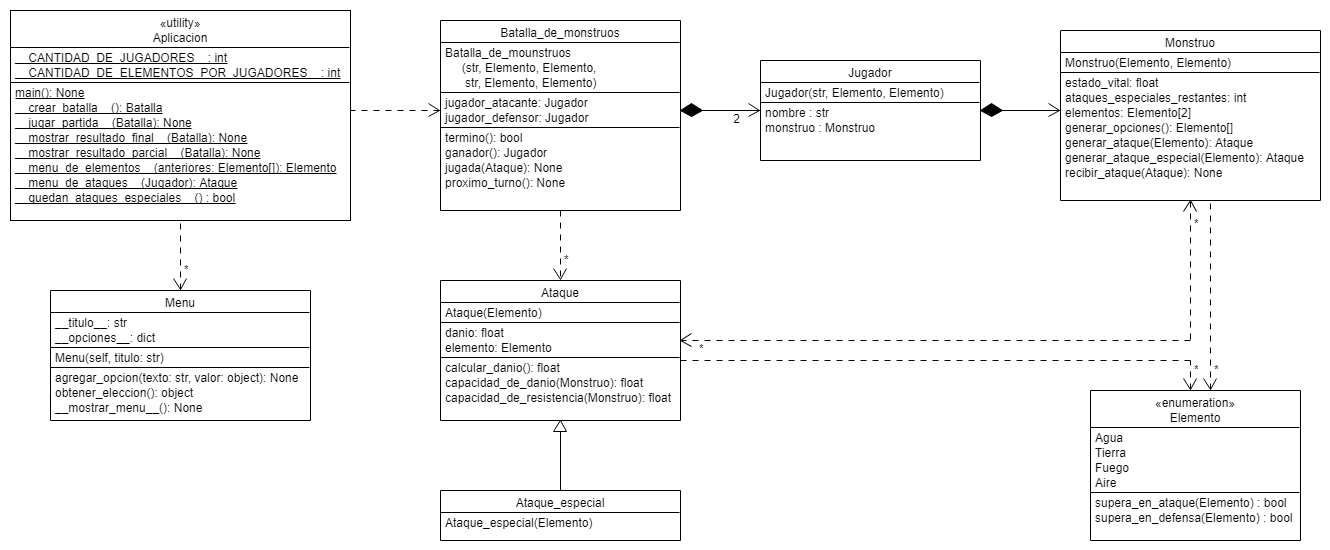 «utility»
Aplicacion
__CANTIDAD_DE_JUGADORES__: int
__CANTIDAD_DE_ELEMENTOS_POR_JUGADORES__: int
main(): None
__crear_batalla__(): Batalla
__jugar_partida__(Batalla): None
__mostrar_resultado_final__(Batalla): None
__mostrar_resultado_parcial__(Batalla): None
__menu_de_elementos__(anteriores: Elemento[]): Elemento
__menu_de_ataques__(Jugador): Ataque
__quedan_ataques_especiales__() : bool
*
Menu
__titulo__: str
__opciones__: dict
Menu(self, titulo: str)
agregar_opcion(texto: str, valor: object): None
obtener_eleccion(): object
__mostrar_menu__(): None
Batalla_de_monstruos
Batalla_de_mounstruos
(str, Elemento, Elemento,
str, Elemento, Elemento)
jugador_atacante: Jugador
jugador_defensor: Jugador
termino(): bool
ganador(): Jugador
jugada(Ataque): None
proximo_turno(): None
2
*
Jugador
Jugador(str, Elemento, Elemento)
nombre : str
monstruo : Monstruo
Monstruo
Monstruo(Elemento, Elemento)
estado_vital: float
ataques_especiales_restantes: int
elementos: Elemento[2]
generar_opciones(): Elemento[]
generar_ataque(Elemento): Ataque
generar_ataque_especial(Elemento): Ataque
recibir_ataque(Ataque): None
*
Ataque
Ataque(Elemento)
danio: float
elemento: Elemento
calcular_danio(): float
capacidad_de_danio(Monstruo): float
capacidad_de_resistencia(Monstruo): float
*
*
*
Ataque_especial
Ataque_especial(Elemento)
«enumeration»
Elemento
Agua
Tierra
Fuego
Aire
supera_en_ataque(Elemento) : bool
supera_en_defensa(Elemento) : bool